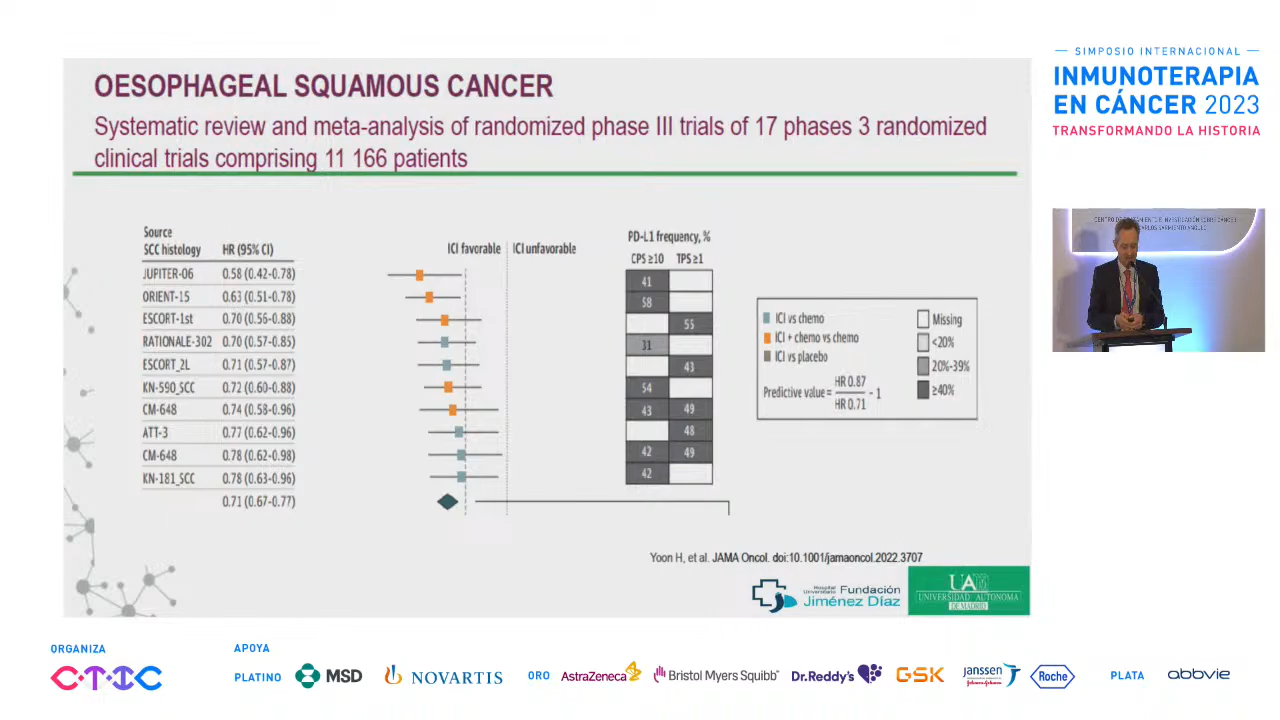 OESOPHAGEAL SQUAMOUS CANCER
Systematic review and meta-analysis of randomized phase III trials of 17 phases 3 randomized
clinical trials comprising 11 166 patients
Source
SCC histology HR (95% CI) ICI favorable ICI unfavorable
PD-L1 frequency, %
CPS ≥10 TPS ≥1
JUPITER-06 0.58 (0.42-0.78) 41
ORIENT-15 0.63 (0.51-0.78) 58
ESCORT-1st 0.70 (0.56-0.88) 55
RATIONALE-302 0.70 (0.57-0.85) 31
ESCORT_2L 0.71 (0.57-0.87) 43
KN-590_SCC 0.72 (0.60-0.88) 54
CM-648 0.74 (0.58-0.96) 43 49
ATT-3 0.77 (0.62-0.96) 48
CM-648 0.78 (0.62-0.98) 42 49
KN-181_SCC 0.78 (0.63-0.96) 42
0.71 (0.67-0.77)
ICI vs chemo
ICI + chemo vs chemo
ICI vs placebo
Predictive value = HR 0.87 / HR 0.71 - 1
Missing
<20%
20%-39%
≥40%
Yoon H, et al. JAMA Oncol. doi:10.1001/jamaoncol.2022.3707
Hospital
Universitario
Fundación
Jiménez Díaz
UAM
UNIVERSIDAD AUTONOMA
DE MADRID
SIMPOSIO INTERNACIONAL
INMUNOTERAPIA
EN CÁNCER 2023
TRANSFORMANDO LA HISTORIA
ORGANIZA
CTIC
APOYA
PLATINO
MSD
NOVARTIS
ORO
AstraZeneca
Bristol Myers Squibb™
Dr.Reddy's
GSK
janssen
Johnson&Johnson
Roche
PLATA
abbvie